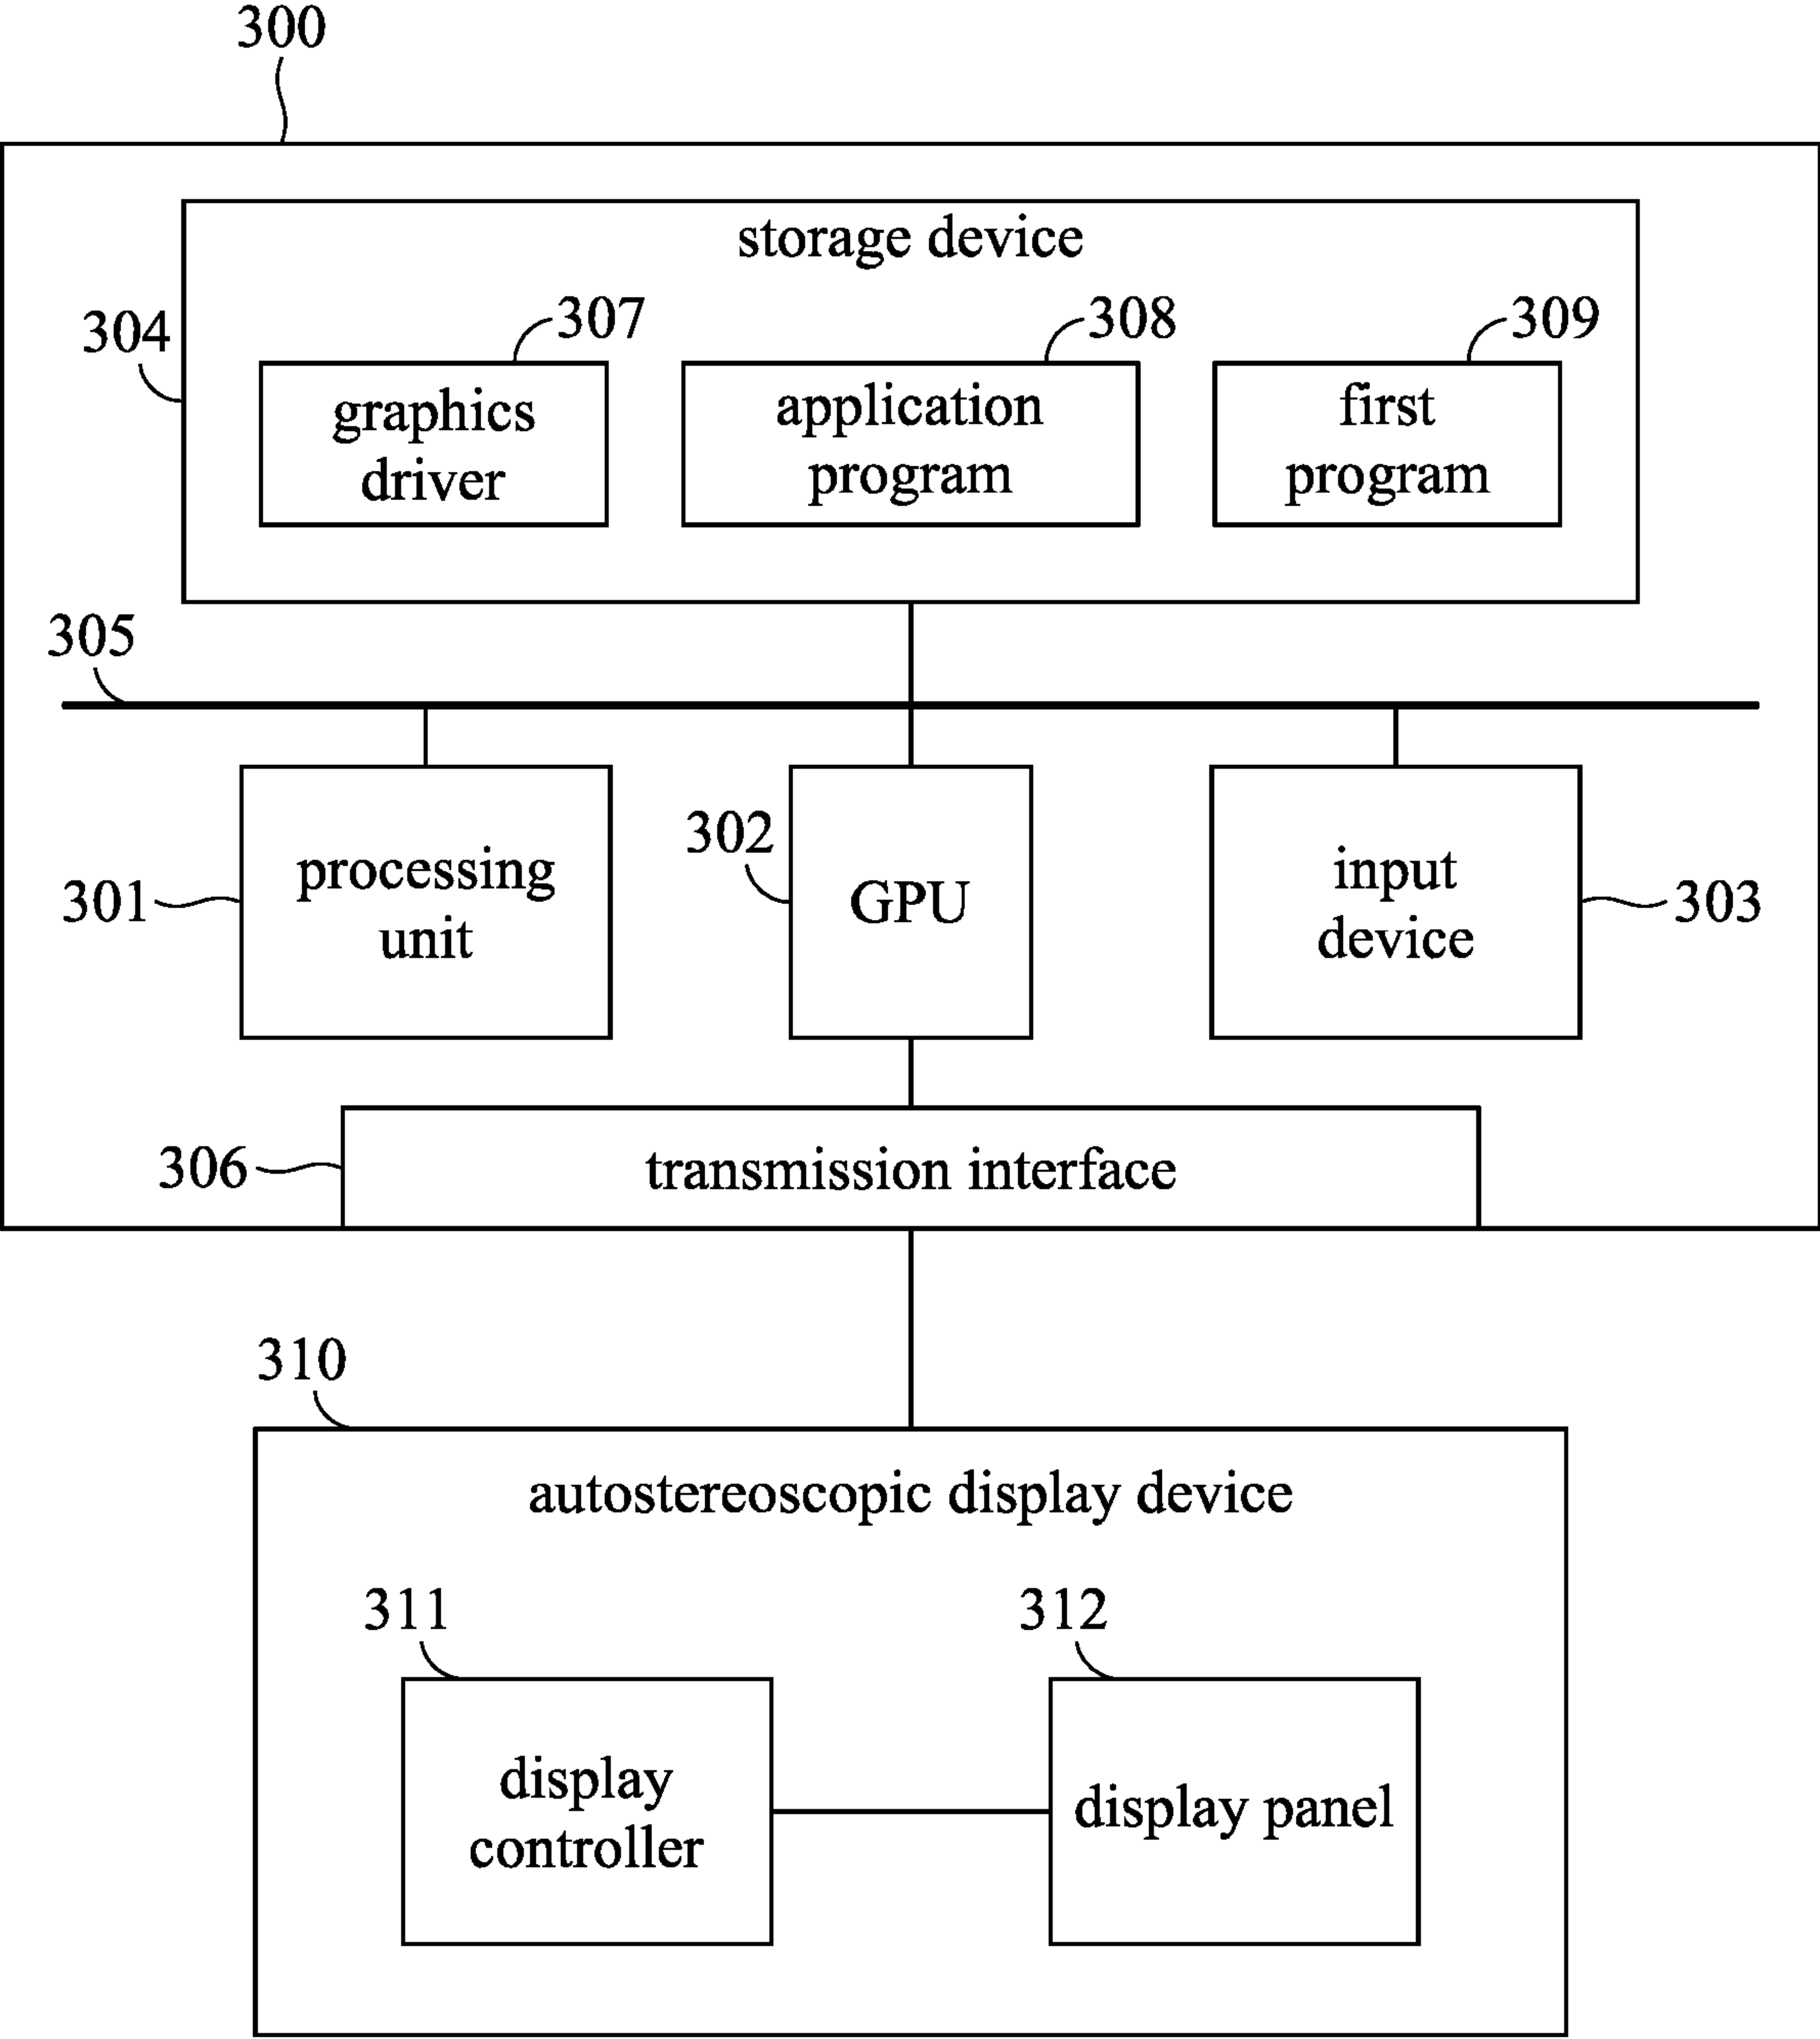 300
storage device
304
307
308
309
graphics
driver
application
program
first
program
305
301
processing
unit
302
GPU
input
device
303
306
transmission interface
310
autostereoscopic display device
311
312
display
controller
display panel